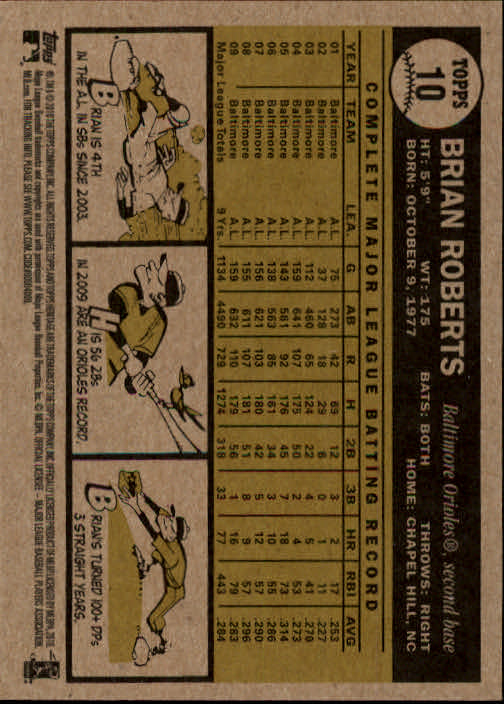 TOPPS
10
BRIAN ROBERTS Baltimore Orioles® second base
HT: 5'9" WT: 175 BATS: BOTH THROWS: RIGHT
BORN: OCTOBER 9, 1977 HOME: CHAPEL HILL, NC
COMPLETE MAJOR LEAGUE BATTING RECORD
YEAR TEAM LEA. G AB R H 2B 3B HR RBI AVG
01 Baltimore A.L. 75 273 42 69 12 3 2 17 .253
02 Baltimore A.L. 37 128 18 29 6 0 1 11 .227
03 Baltimore A.L. 112 460 65 124 22 4 5 41 .270
04 Baltimore A.L. 159 641 107 175 50 2 4 53 .273
05 Baltimore A.L. 143 561 92 176 45 7 18 73 .314
06 Baltimore A.L. 138 563 85 161 34 3 10 55 .286
07 Baltimore A.L. 156 621 103 180 42 5 12 57 .290
08 Baltimore A.L. 155 611 107 181 51 8 9 57 .296
09 Baltimore A.L. 159 632 110 179 56 1 16 79 .283
Major League Totals 9 Yrs. 1134 4490 729 1274 318 33 77 443 .284
BRIAN IS 4TH
IN THE A.L. IN SBs
SINCE 2003.
HIS 56 2Bs
IN 2009 ARE AN
ORIOLES RECORD.
BRIAN'S TURNED 100+ DPs
3 STRAIGHT YEARS.
Topps